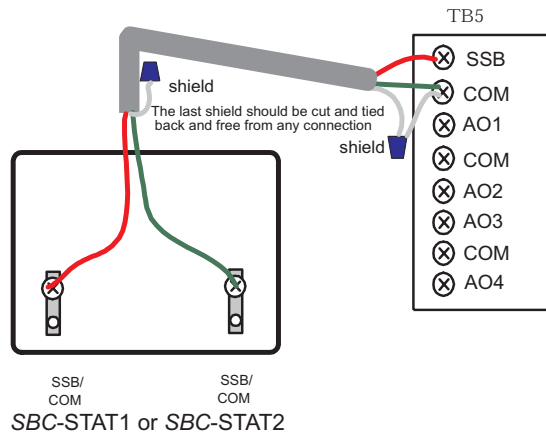 TB5
SSB
COM
AO1
COM
AO2
AO3
COM
AO4
shield
The last shield should be cut and tied
back and free from any connection
shield
SSB/
COM
SSB/
COM
SBC-STAT1 or SBC-STAT2